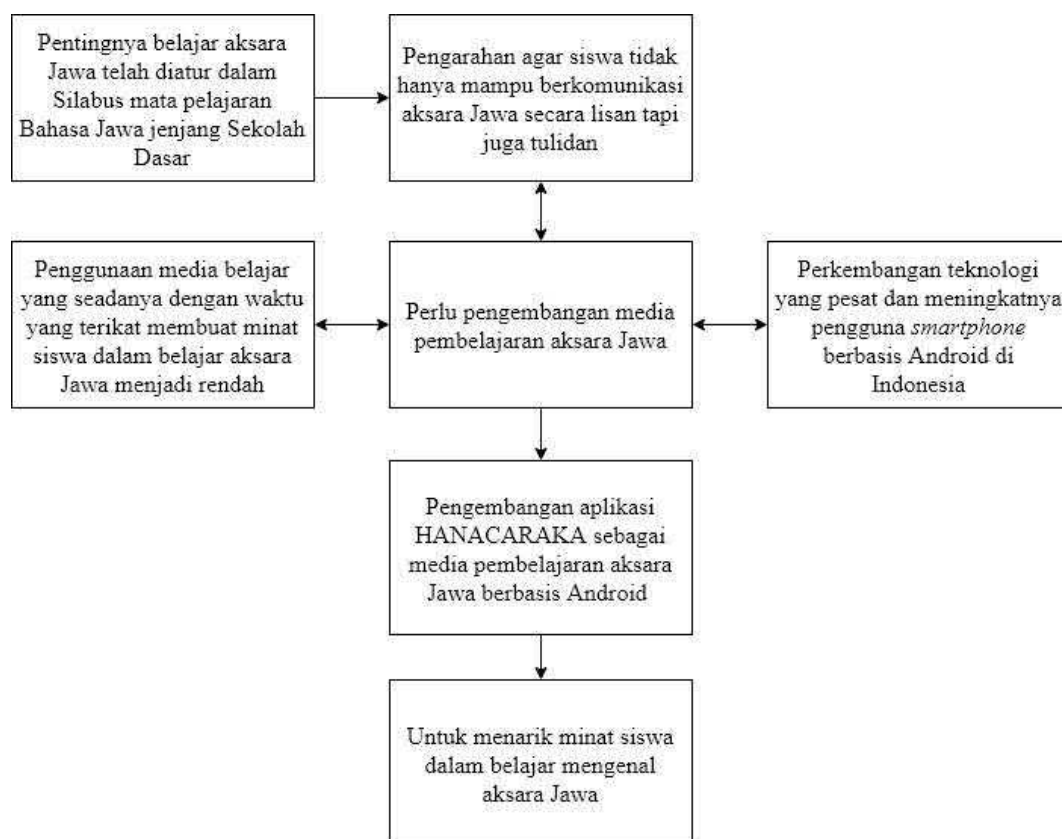 Pentingnya belajar aksara
Jawa telah diatur dalam
Silabus mata pelajaran
Bahasa Jawa jenjang Sekolah
Dasar
Pengarahan agar siswa tidak
hanya mampu berkomunikasi
aksara Jawa secara lisan tapi
juga tulidan
Penggunaan media belajar
yang seadanya dengan waktu
yang terikat membuat minat
siswa dalam belajar aksara
Jawa menjadi rendah
Perlu pengembangan media
pembelajaran aksara Jawa
Perkembangan teknologi
yang pesat dan meningkatnya
pengguna smartphone
berbasis Android di
Indonesia
Pengembangan aplikasi
HANACARAKA sebagai
media pembelajaran aksara
Jawa berbasis Android
Untuk menarik minat siswa
dalam belajar mengenal
aksara Jawa